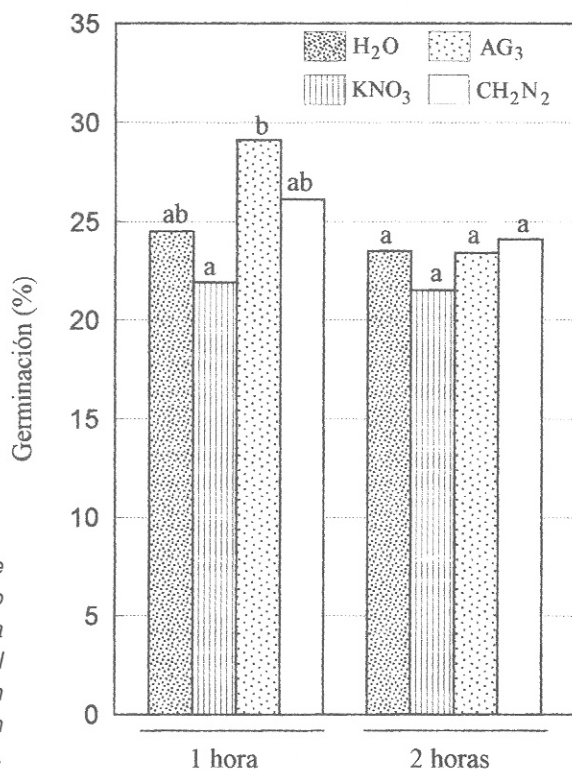 35
30
25
20
15
10
5
0
Germinación (%)
H₂O AG₃
KNO₃ CH₂N₂
ab a b ab
a a a a
1 hora 2 horas